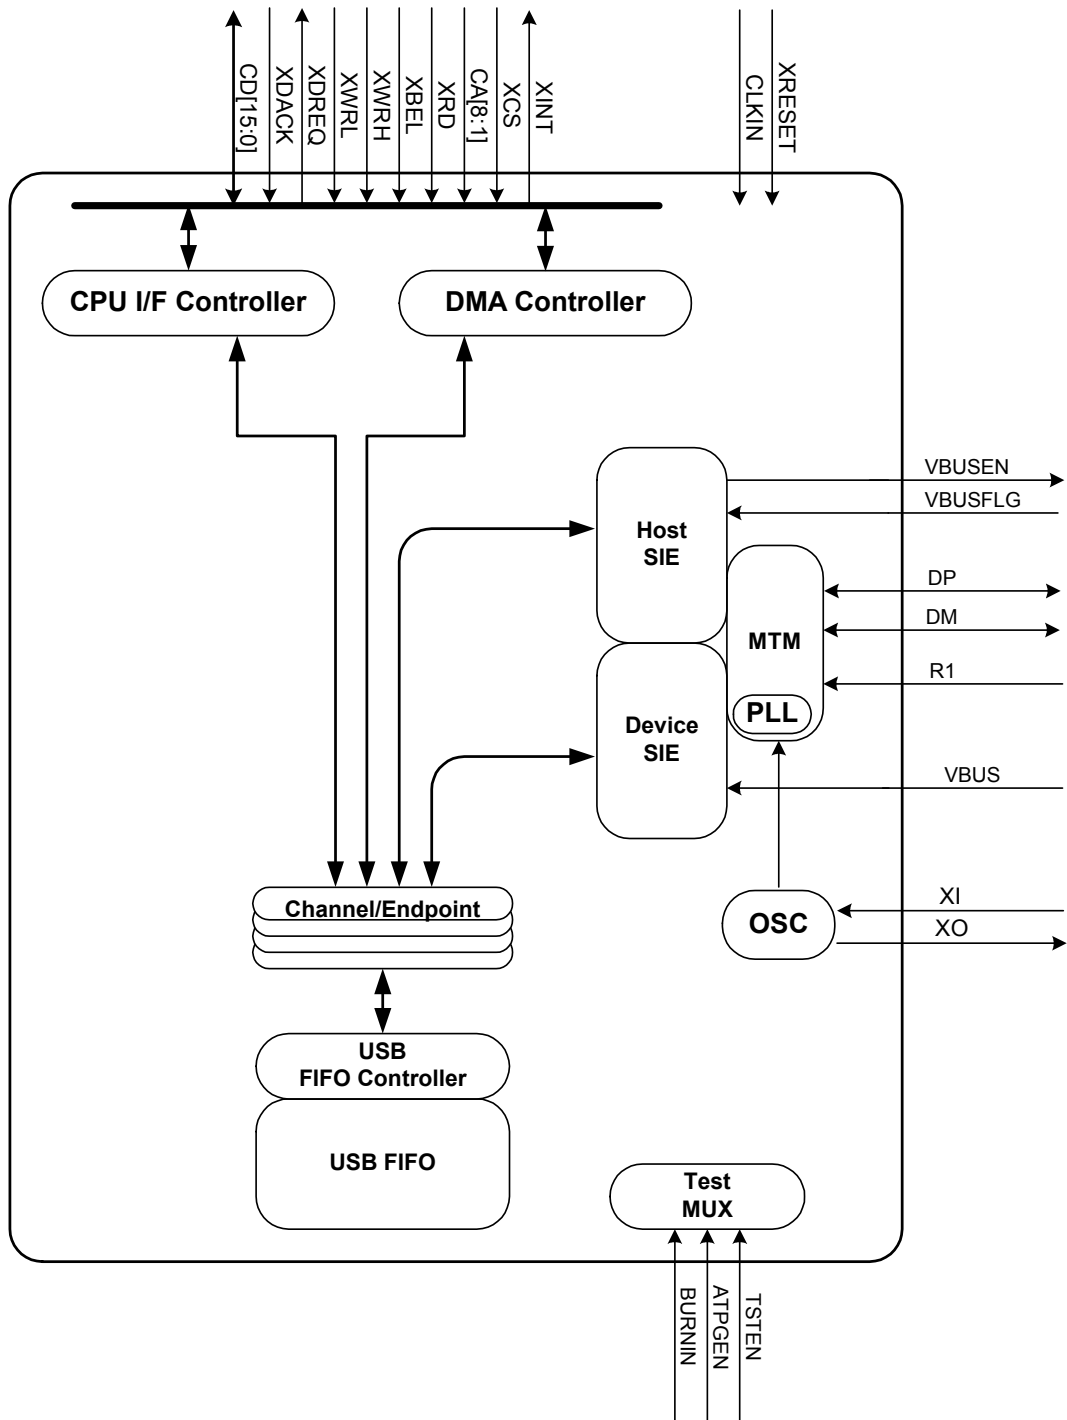 CD[15:0]
XDACK
XDREQ
XWRL
XWRH
XBEL
XRD
CA[8:1]
XCS
XINT
CLKIN
XRESET
CPU I/F Controller
DMA Controller
VBUSEN
VBUSFLG
Host
SIE
DP
DM
MTM
R1
PLL
Device
SIE
VBUS
Channel/Endpoint
OSC
XI
XO
USB
FIFO Controller
USB FIFO
Test
MUX
BURNIN
ATPGEN
TSTEN